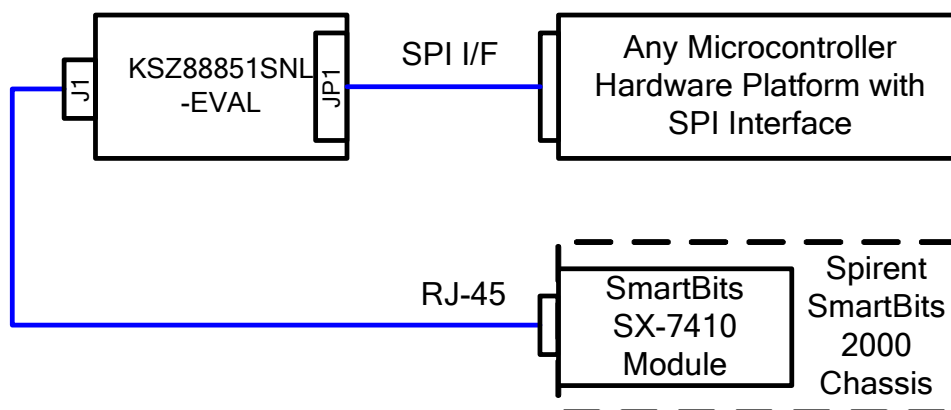 J1
KSZ88851SNL
-EVAL
JP1
SPI I/F
Any Microcontroller
Hardware Platform with
SPI Interface
RJ-45
SmartBits
SX-7410
Module
Spirent
SmartBits
2000
Chassis